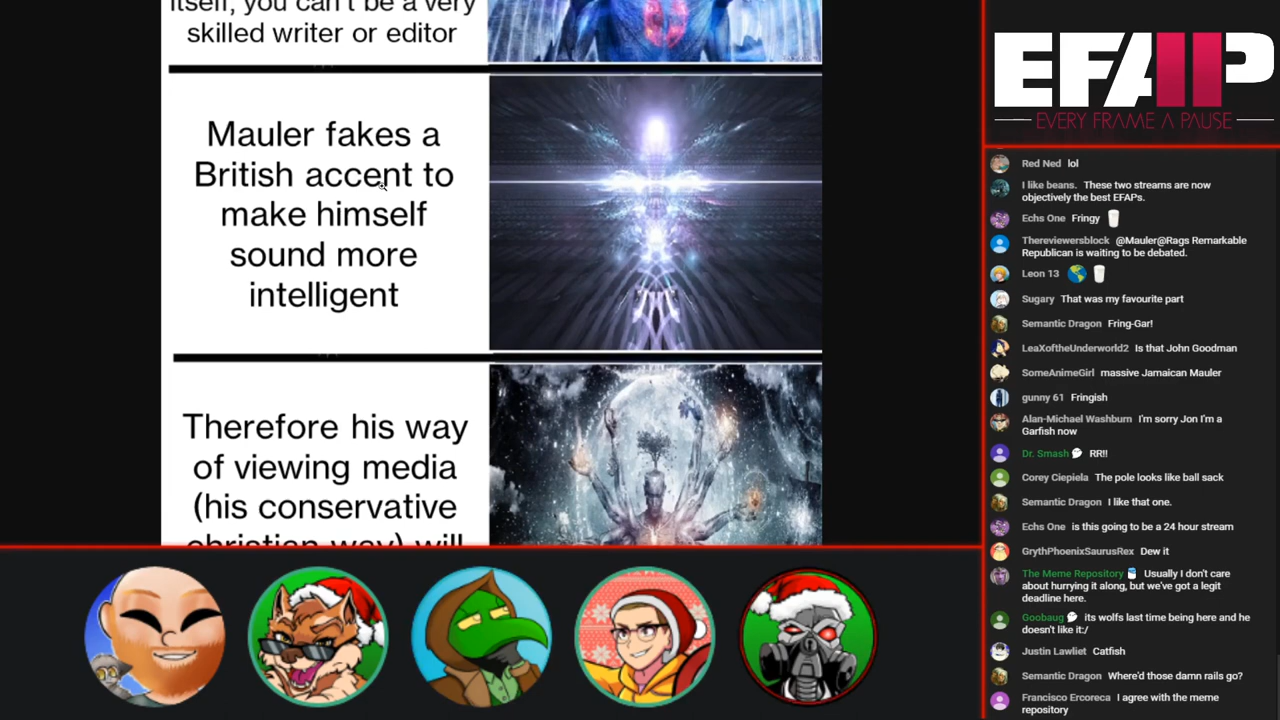 itself, you can't be a very
skilled writer or editor
Mauler fakes a
British accent to
make himself
sound more
intelligent
Therefore his way
of viewing media
(his conservative
christian way) will
EFAP
EVERY FRAME A PAUSE
Red Ned lol
I like beans. These two streams are now
objectively the best EFAPs.
Echs One Fringy
Thereviewersblock @Mauler@Rags Remarkable
Republican is waiting to be debated.
Leon 13
Sugary That was my favourite part
Semantic Dragon Fring-Gar!
LeaXoftheUnderworld2 Is that John Goodman
SomeAnimeGirl massive Jamaican Mauler
gunny 61 Fringish
Alan-Michael Washburn I'm sorry Jon I'm a
Garfish now
Dr. Smash RR!!
Corey Ciepiela The pole looks like ball sack
Semantic Dragon I like that one.
Echs One is this going to be a 24 hour stream
GrythPhoenixSaurusRex Dew it
The Meme Repository Usually I don't care
about hurrying it along, but we've got a legit
deadline here.
Goobaug its wolfs last time being here and he
doesn't like it:/
Justin Lawliet Catfish
Semantic Dragon Where'd those damn rails go?
Francisco Ercoreca I agree with the meme
repository